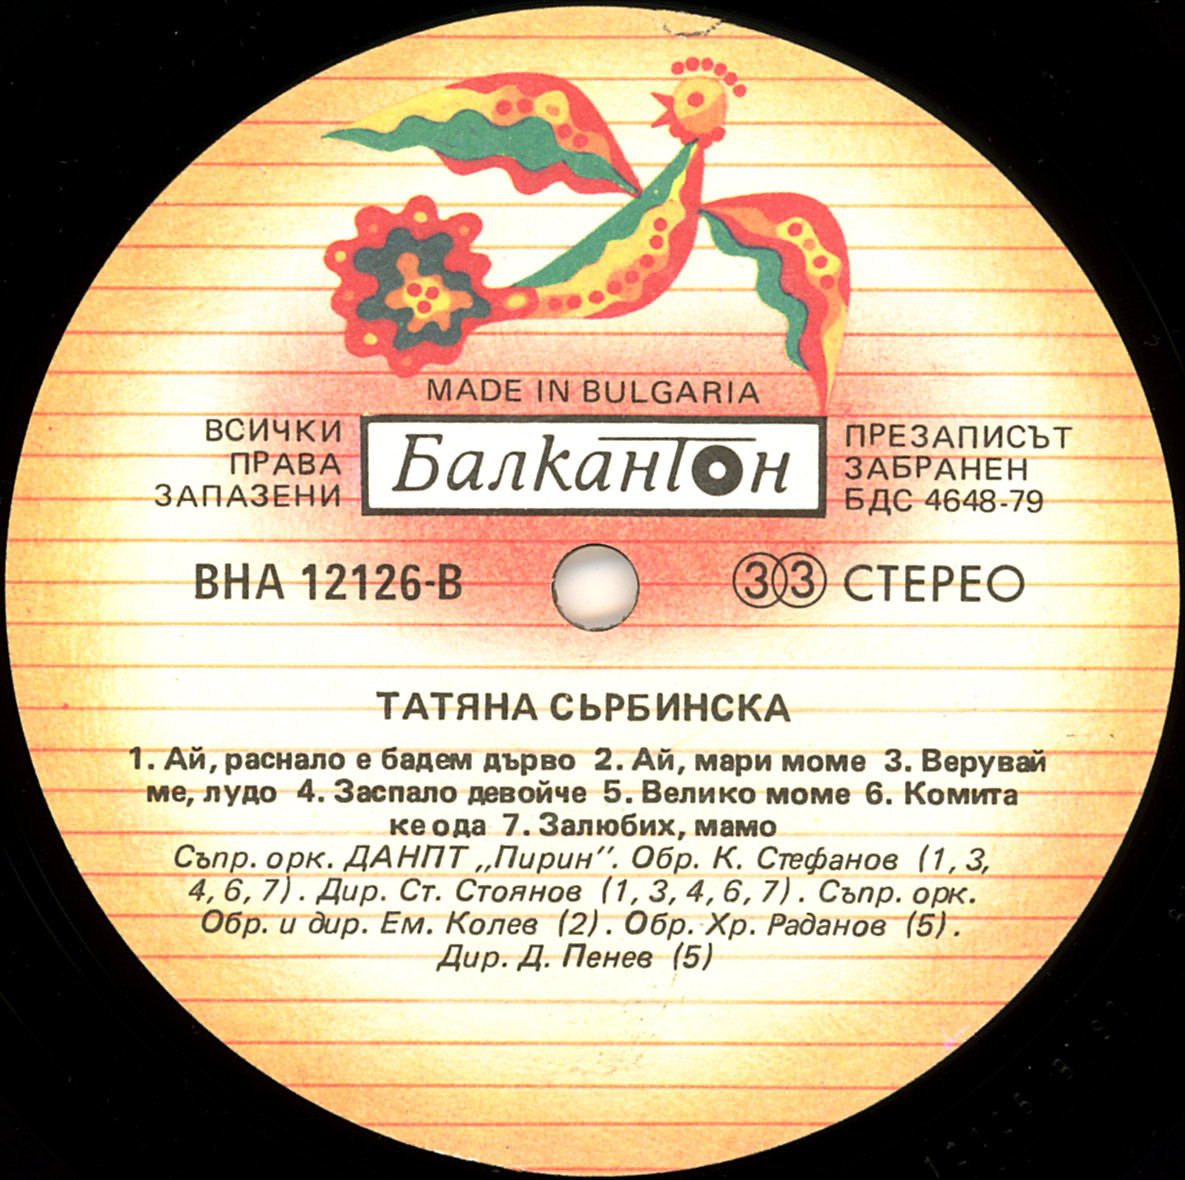 MADE IN BULGARIA
ВСИЧКИ
ПРАВА
ЗАПАЗЕНИ
Балкантон
ПРЕЗАПИСЪТ
ЗАБРАНЕН
БДС 4648-79
ВНА 12126-В
33 СТЕРЕО
ТАТЯНА СЪРБИНСКА
1. Ай, раснало е бадем дърво 2. Ай, мари моме 3. Верувай
ме, лудо 4. Заспало девойче 5. Велико моме 6. Комита
ке ода 7. Залюбих, мамо
Съпр. орк. ДАНПТ „Пирин”. Обр. К. Стефанов (1, 3,
4, 6, 7). Дир. Ст. Стоянов (1, 3, 4, 6, 7). Съпр. орк.
Обр. и дир. Ем. Колев (2). Обр. Хр. Раданов (5).
Дир. Д. Пенев (5)